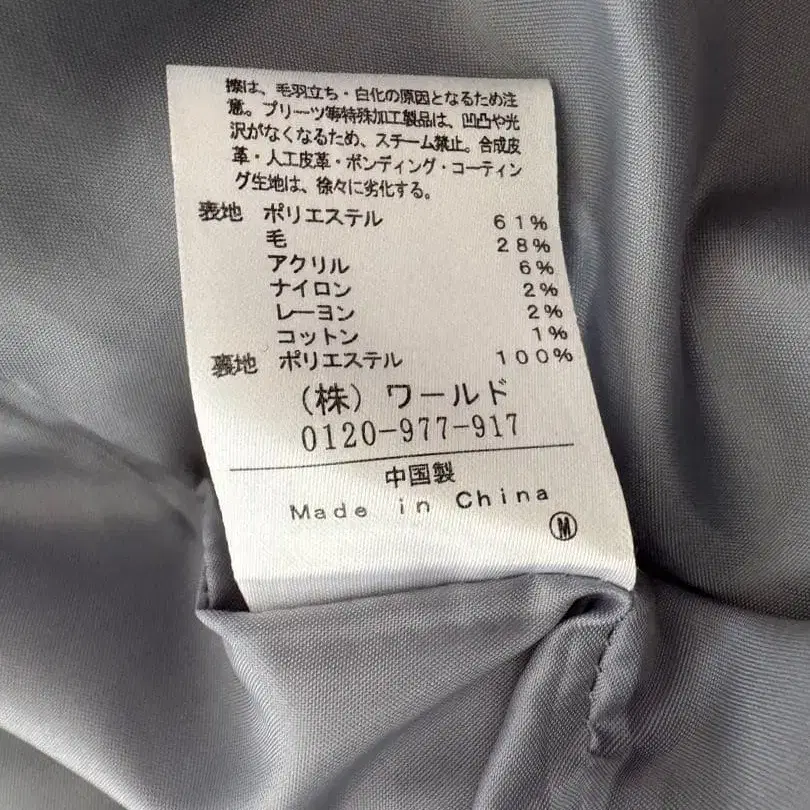 擦は、毛羽立ち・白化の原因となるため注
意。プリーツ等特殊加工製品は、凹凸や光
沢がなくなるため、スチーム禁止。合成皮
革・人工皮革・ボンディング・コーティン
グ生地は、徐々に劣化する。
表地 ポリエステル 61%
毛 28%
アクリル 6%
ナイロン 2%
レーヨン 2%
コットン 1%
裏地 ポリエステル 100%
(株)ワールド
0120-977-917
中国製
Made in China
M